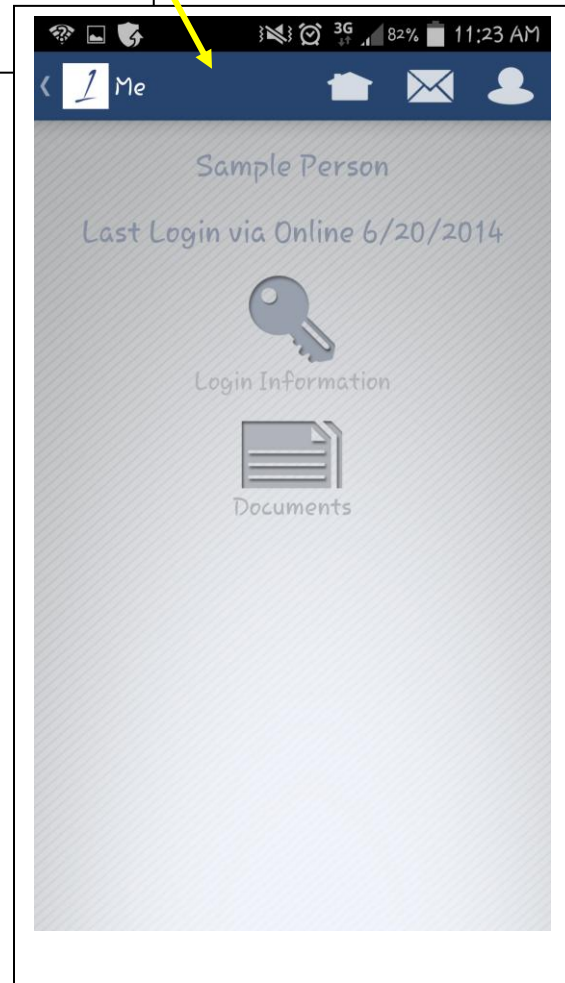 3G 82% 11:23 AM
1 Me
Sample Person
Last Login via Online 6/20/2014
Login Information
Documents